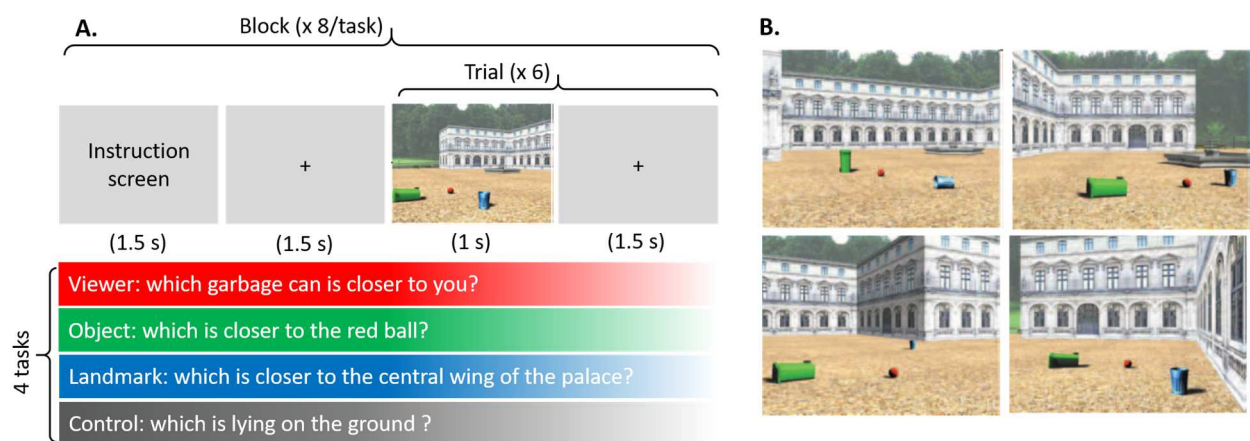 A.
Block (x 8/task)
Trial (x 6)
Instruction
screen
+
+
(1.5 s)
(1.5 s)
(1 s)
(1.5 s)
4 tasks
Viewer: which garbage can is closer to you?
Object: which is closer to the red ball?
Landmark: which is closer to the central wing of the palace?
Control: which is lying on the ground ?
B.